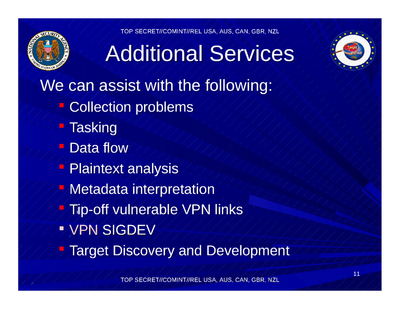 TOP SECRET//COMINT//REL USA, AUS, CAN, GBR, NZL
Additional Services
We can assist with the following:
Collection problems
Tasking
Data flow
Plaintext analysis
Metadata interpretation
Tip-off vulnerable VPN links
VPN SIGDEV
Target Discovery and Development
11
TOP SECRET//COMINT//REL USA, AUS, CAN, GBR, NZL